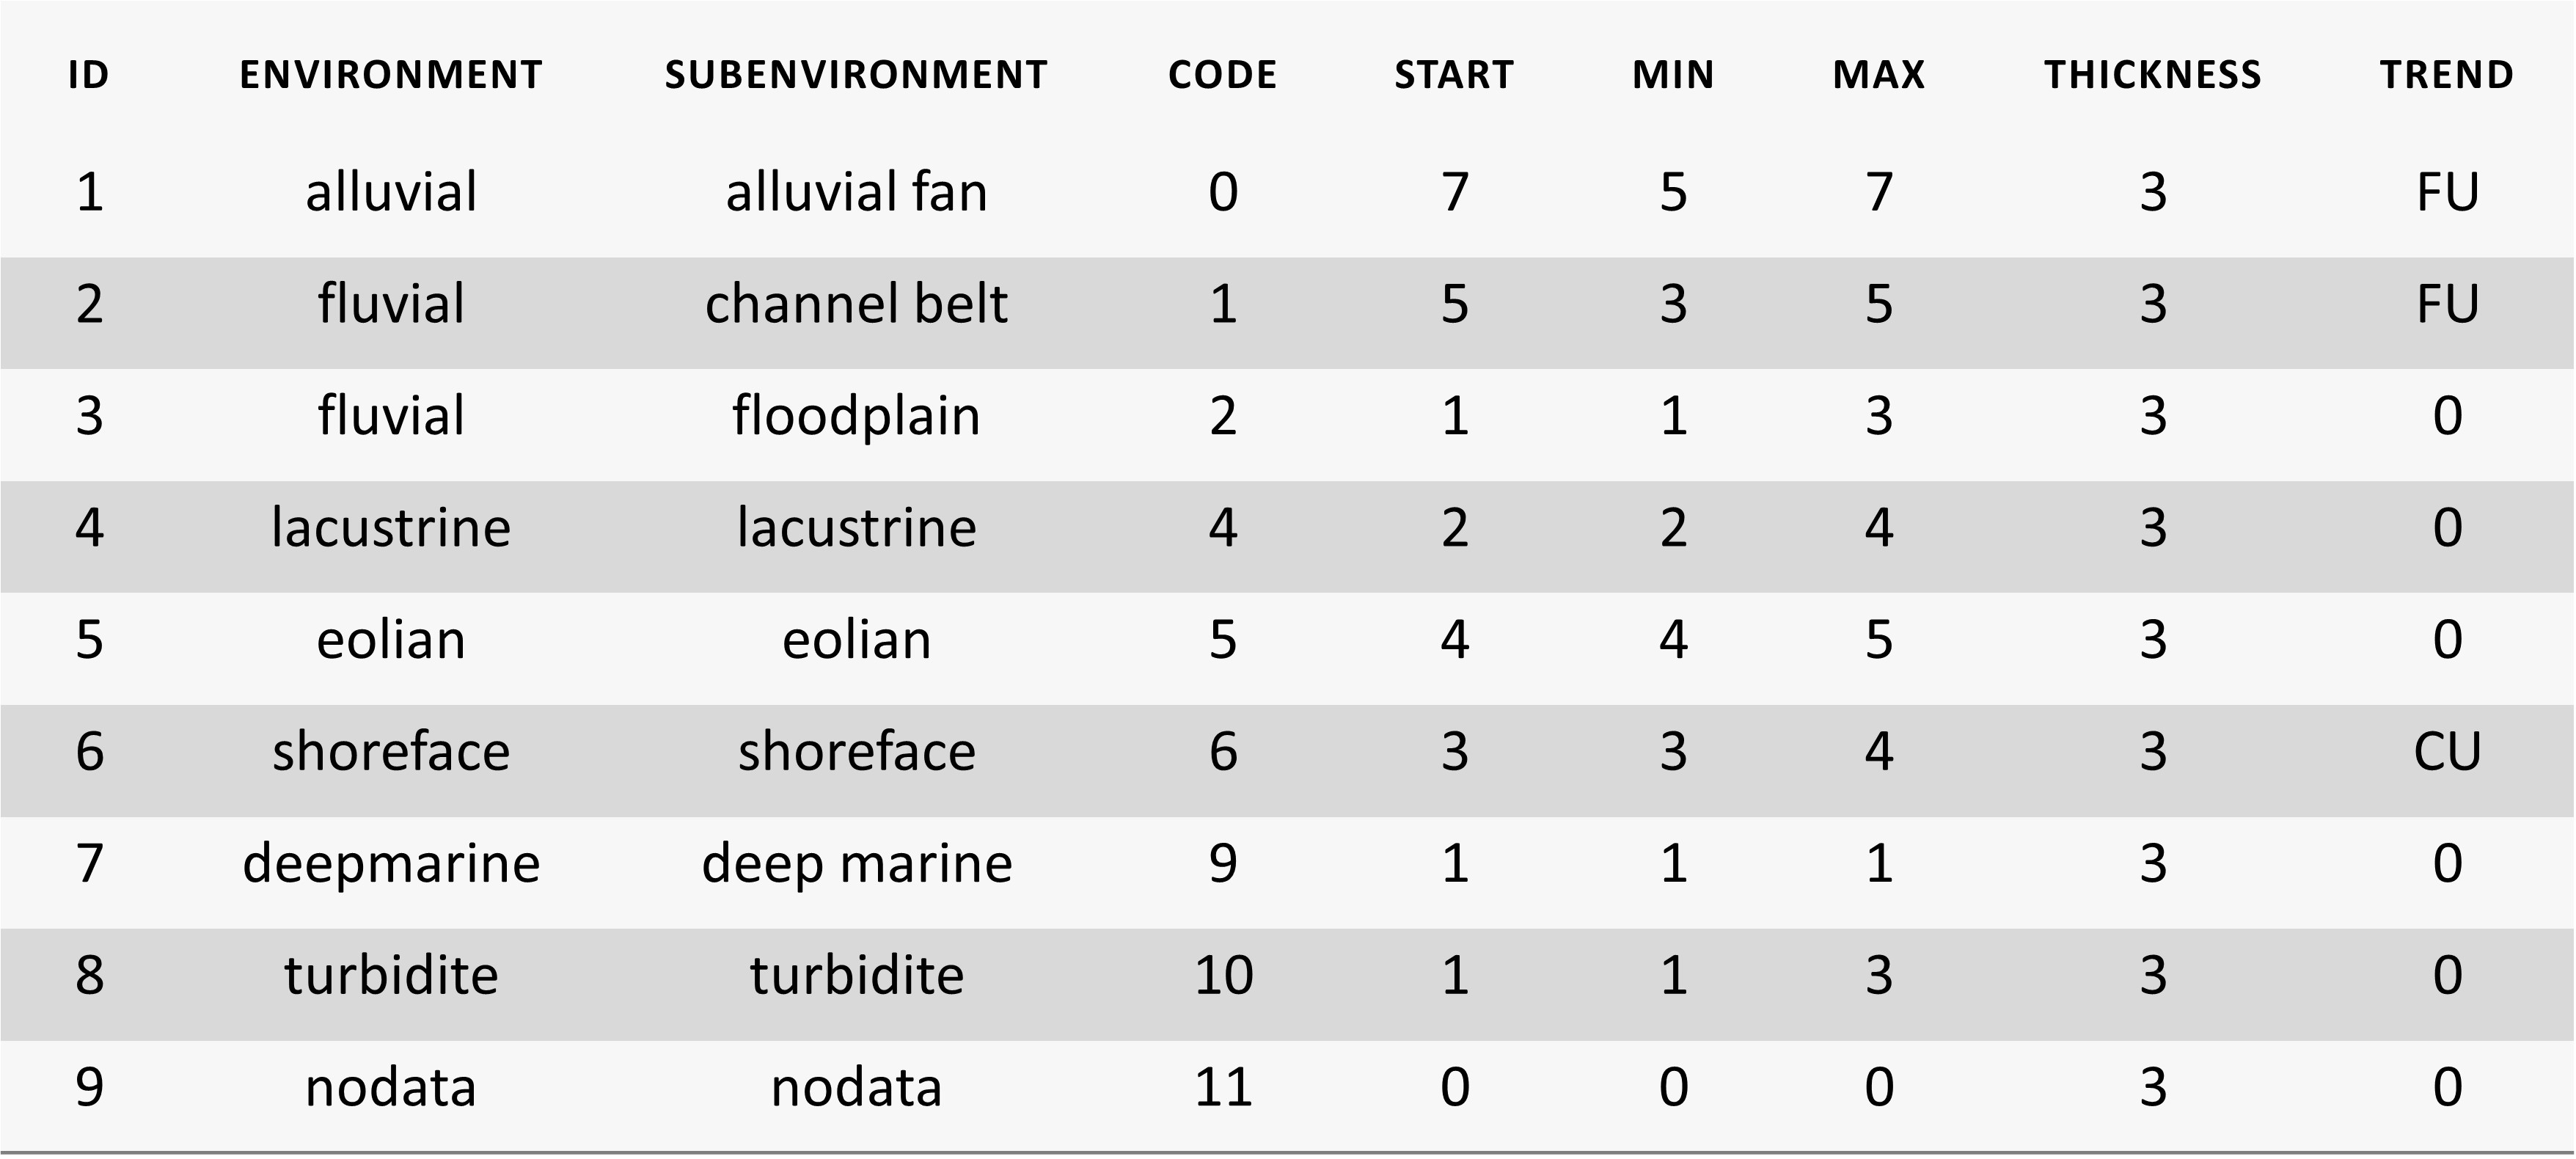 ID ENVIRONMENT SUBENVIRONMENT CODE START MIN MAX THICKNESS TREND
1 alluvial alluvial fan 0 7 5 7 3 FU
2 fluvial channel belt 1 5 3 5 3 FU
3 fluvial floodplain 2 1 1 3 3 0
4 lacustrine lacustrine 4 2 2 4 3 0
5 eolian eolian 5 4 4 5 3 0
6 shoreface shoreface 6 3 3 4 3 CU
7 deepmarine deep marine 9 1 1 1 3 0
8 turbidite turbidite 10 1 1 3 3 0
9 nodata nodata 11 0 0 0 3 0